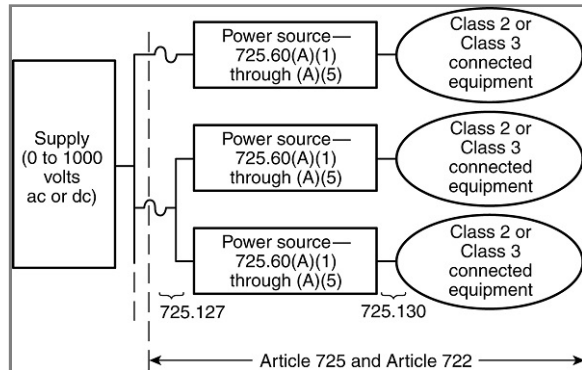 Supply
(0 to 1000
volts
ac or dc)
Power source—
725.60(A)(1)
through (A)(5)
Class 2 or
Class 3
connected
equipment
Power source—
725.60(A)(1)
through (A)(5)
Class 2 or
Class 3
connected
equipment
Power source—
725.60(A)(1)
through (A)(5)
Class 2 or
Class 3
connected
equipment
725.127
725.130
Article 725 and Article 722